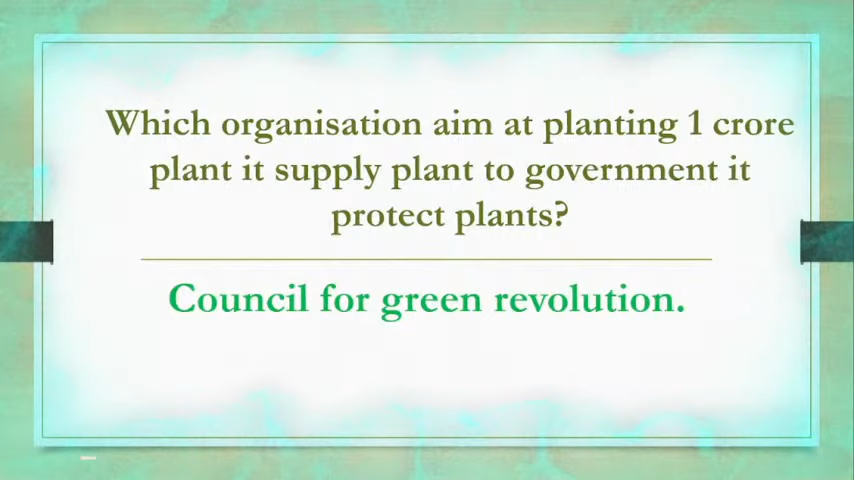 Which organisation aim at planting 1 crore
plant it supply plant to government it
protect plants?
Council for green revolution.